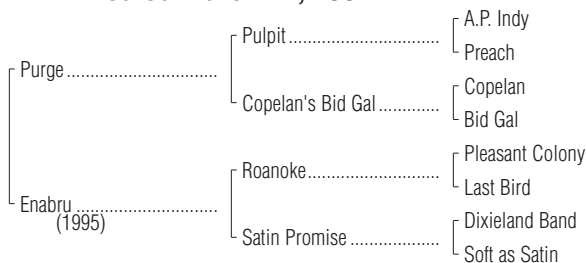 A.P. Indy
Pulpit.......................................
Preach
Purge .......................................
Copelan
Copelan's Bid Gal ................
Bid Gal
Pleasant Colony
Roanoke..................................
Last Bird
Enabru .....................................
(1995)
Dixieland Band
Satin Promise ........................
Soft as Satin